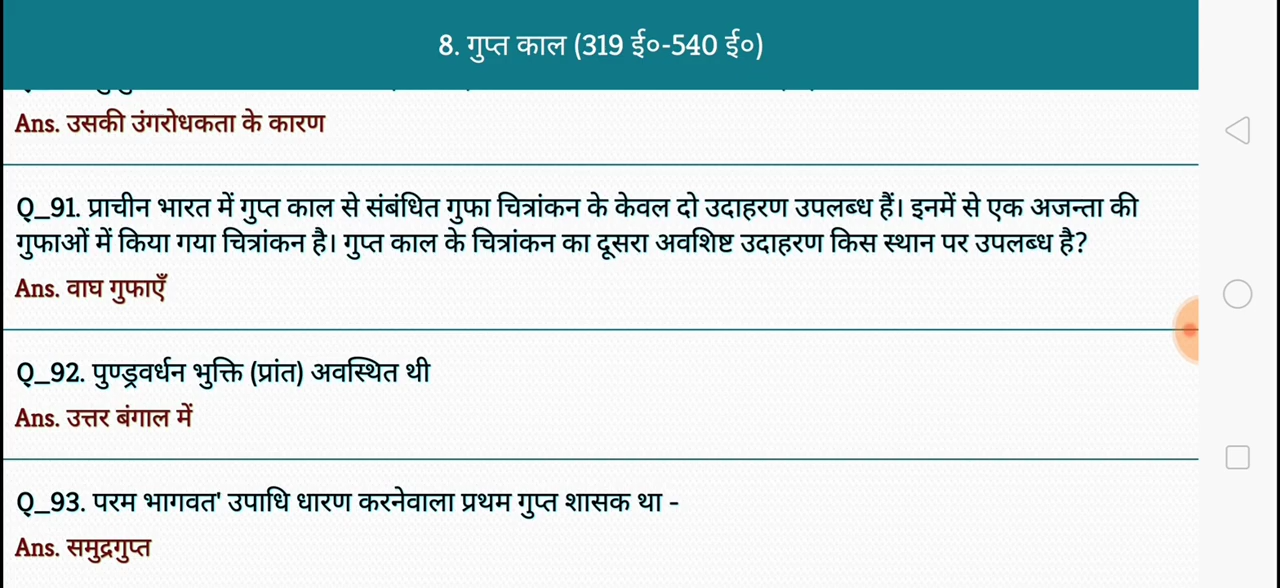 8. गुप्त काल (319 ई०-540 ई०)
Ans. उसकी उंगरोधकता के कारण
Q_91. प्राचीन भारत में गुप्त काल से संबंधित गुफा चित्रांकन के केवल दो उदाहरण उपलब्ध हैं। इनमें से एक अजन्ता की
गुफाओं में किया गया चित्रांकन है। गुप्त काल के चित्रांकन का दूसरा अवशिष्ट उदाहरण किस स्थान पर उपलब्ध है?
Ans. वाघ गुफाएँ
Q_92. पुण्ड्रवर्धन भुक्ति (प्रांत) अवस्थित थी
Ans. उत्तर बंगाल में
Q_93. परम भागवत' उपाधि धारण करनेवाला प्रथम गुप्त शासक था -
Ans. समुद्रगुप्त